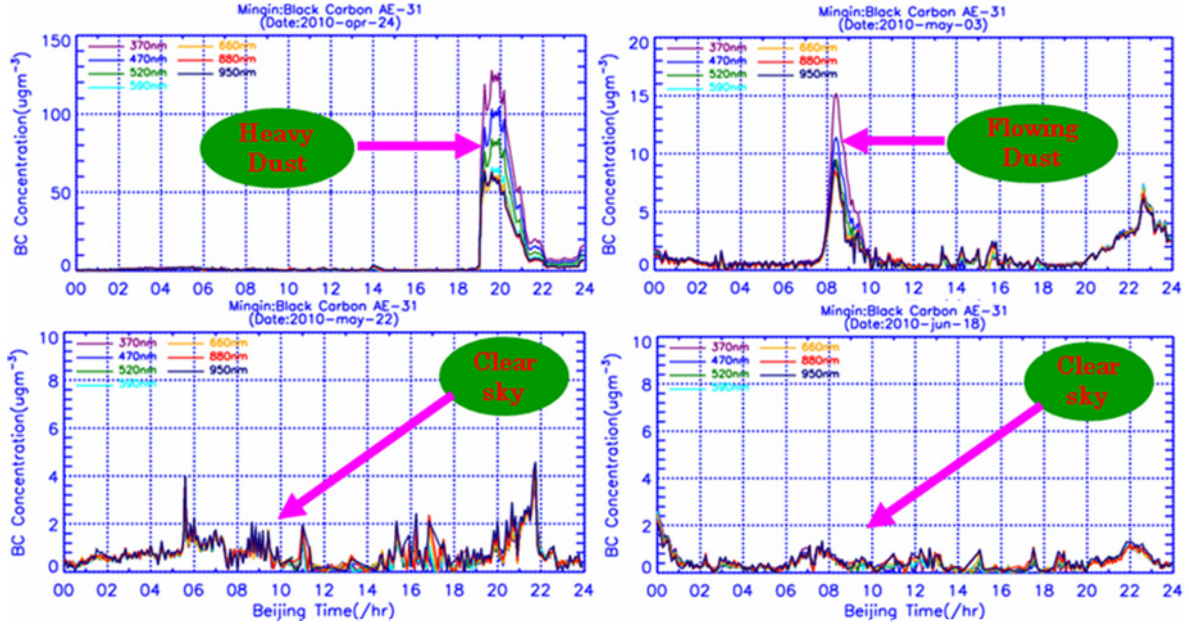 Minqin:Black Carbon AE-31
(Date:2010-apr-24)
BC Concentration(ugm⁻³)
150
100
50
0
370nm 660nm
470nm 880nm
520nm 950nm
590nm
Heavy
Dust
00 02 04 06 08 10 12 14 16 18 20 22 24
Minqin:Black Carbon AE-31
(Date:2010-may-03)
BC Concentration(ugm⁻³)
20
15
10
5
0
370nm 660nm
470nm 880nm
520nm 950nm
590nm
Flowing
Dust
00 02 04 06 08 10 12 14 16 18 20 22 24
Minqin:Black Carbon AE-31
(Date:2010-may-22)
BC Concentration(ugm⁻³)
10
8
6
4
2
0
370nm 660nm
470nm 880nm
520nm 950nm
590nm
Clear
sky
00 02 04 06 08 10 12 14 16 18 20 22 24
Beijing Time(/hr)
Minqin:Black Carbon AE-31
(Date:2010-jun-18)
BC Concentration(ugm⁻³)
10
8
6
4
2
0
370nm 660nm
470nm 880nm
520nm 950nm
590nm
Clear
sky
00 02 04 06 08 10 12 14 16 18 20 22 24
Beijing Time(/hr)